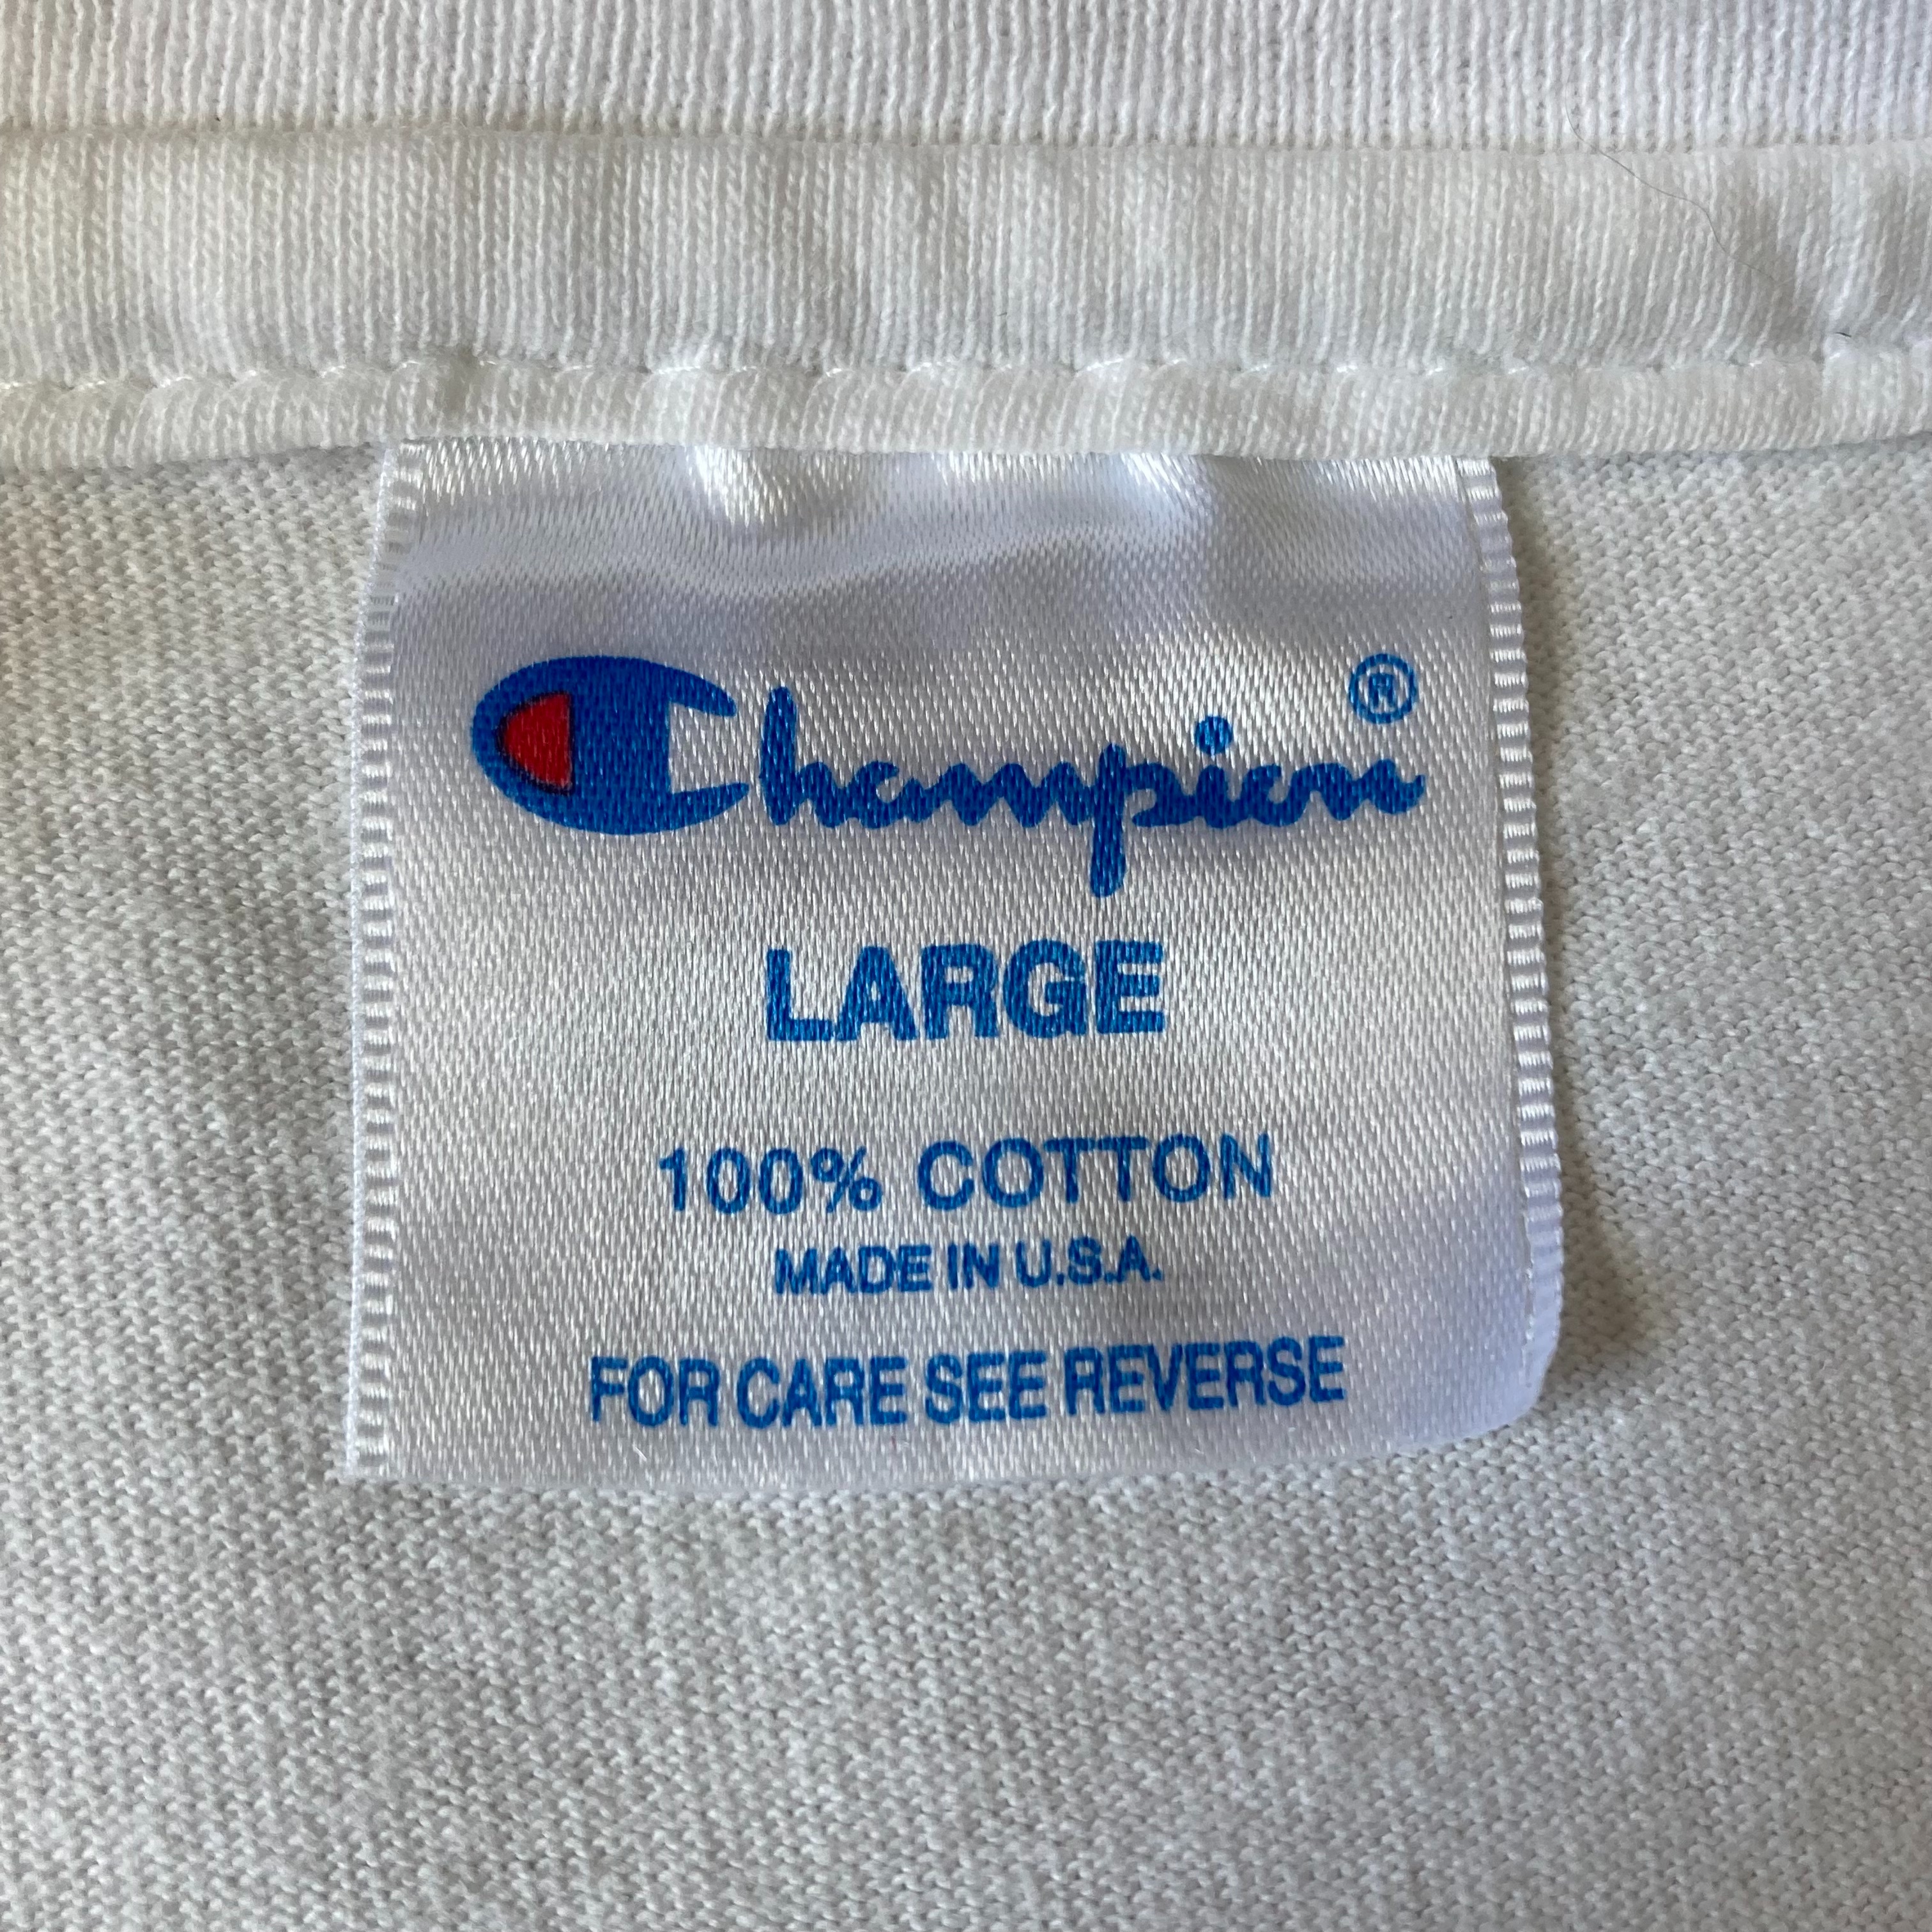 Champion®
LARGE
100% COTTON
MADE IN U.S.A.
FOR CARE SEE REVERSE